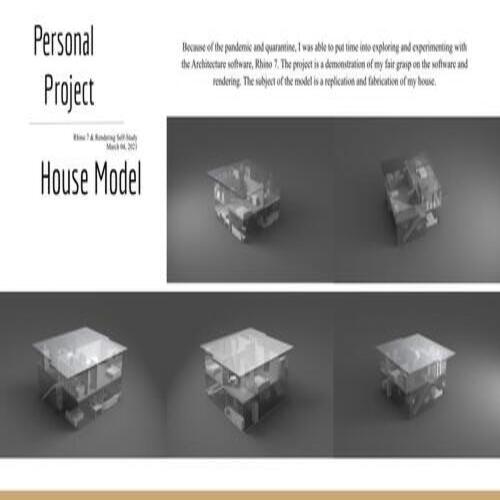 Personal
Project
Rhino 7 & Rendering Self-Study
March 06, 2021
House Model
Because of the pandemic and quarantine, I was able to put time into exploring and experimenting with
the Architecture software, Rhino 7. The project is a demonstration of my fair grasp on the software and
rendering. The subject of the model is a replication and fabrication of my house.